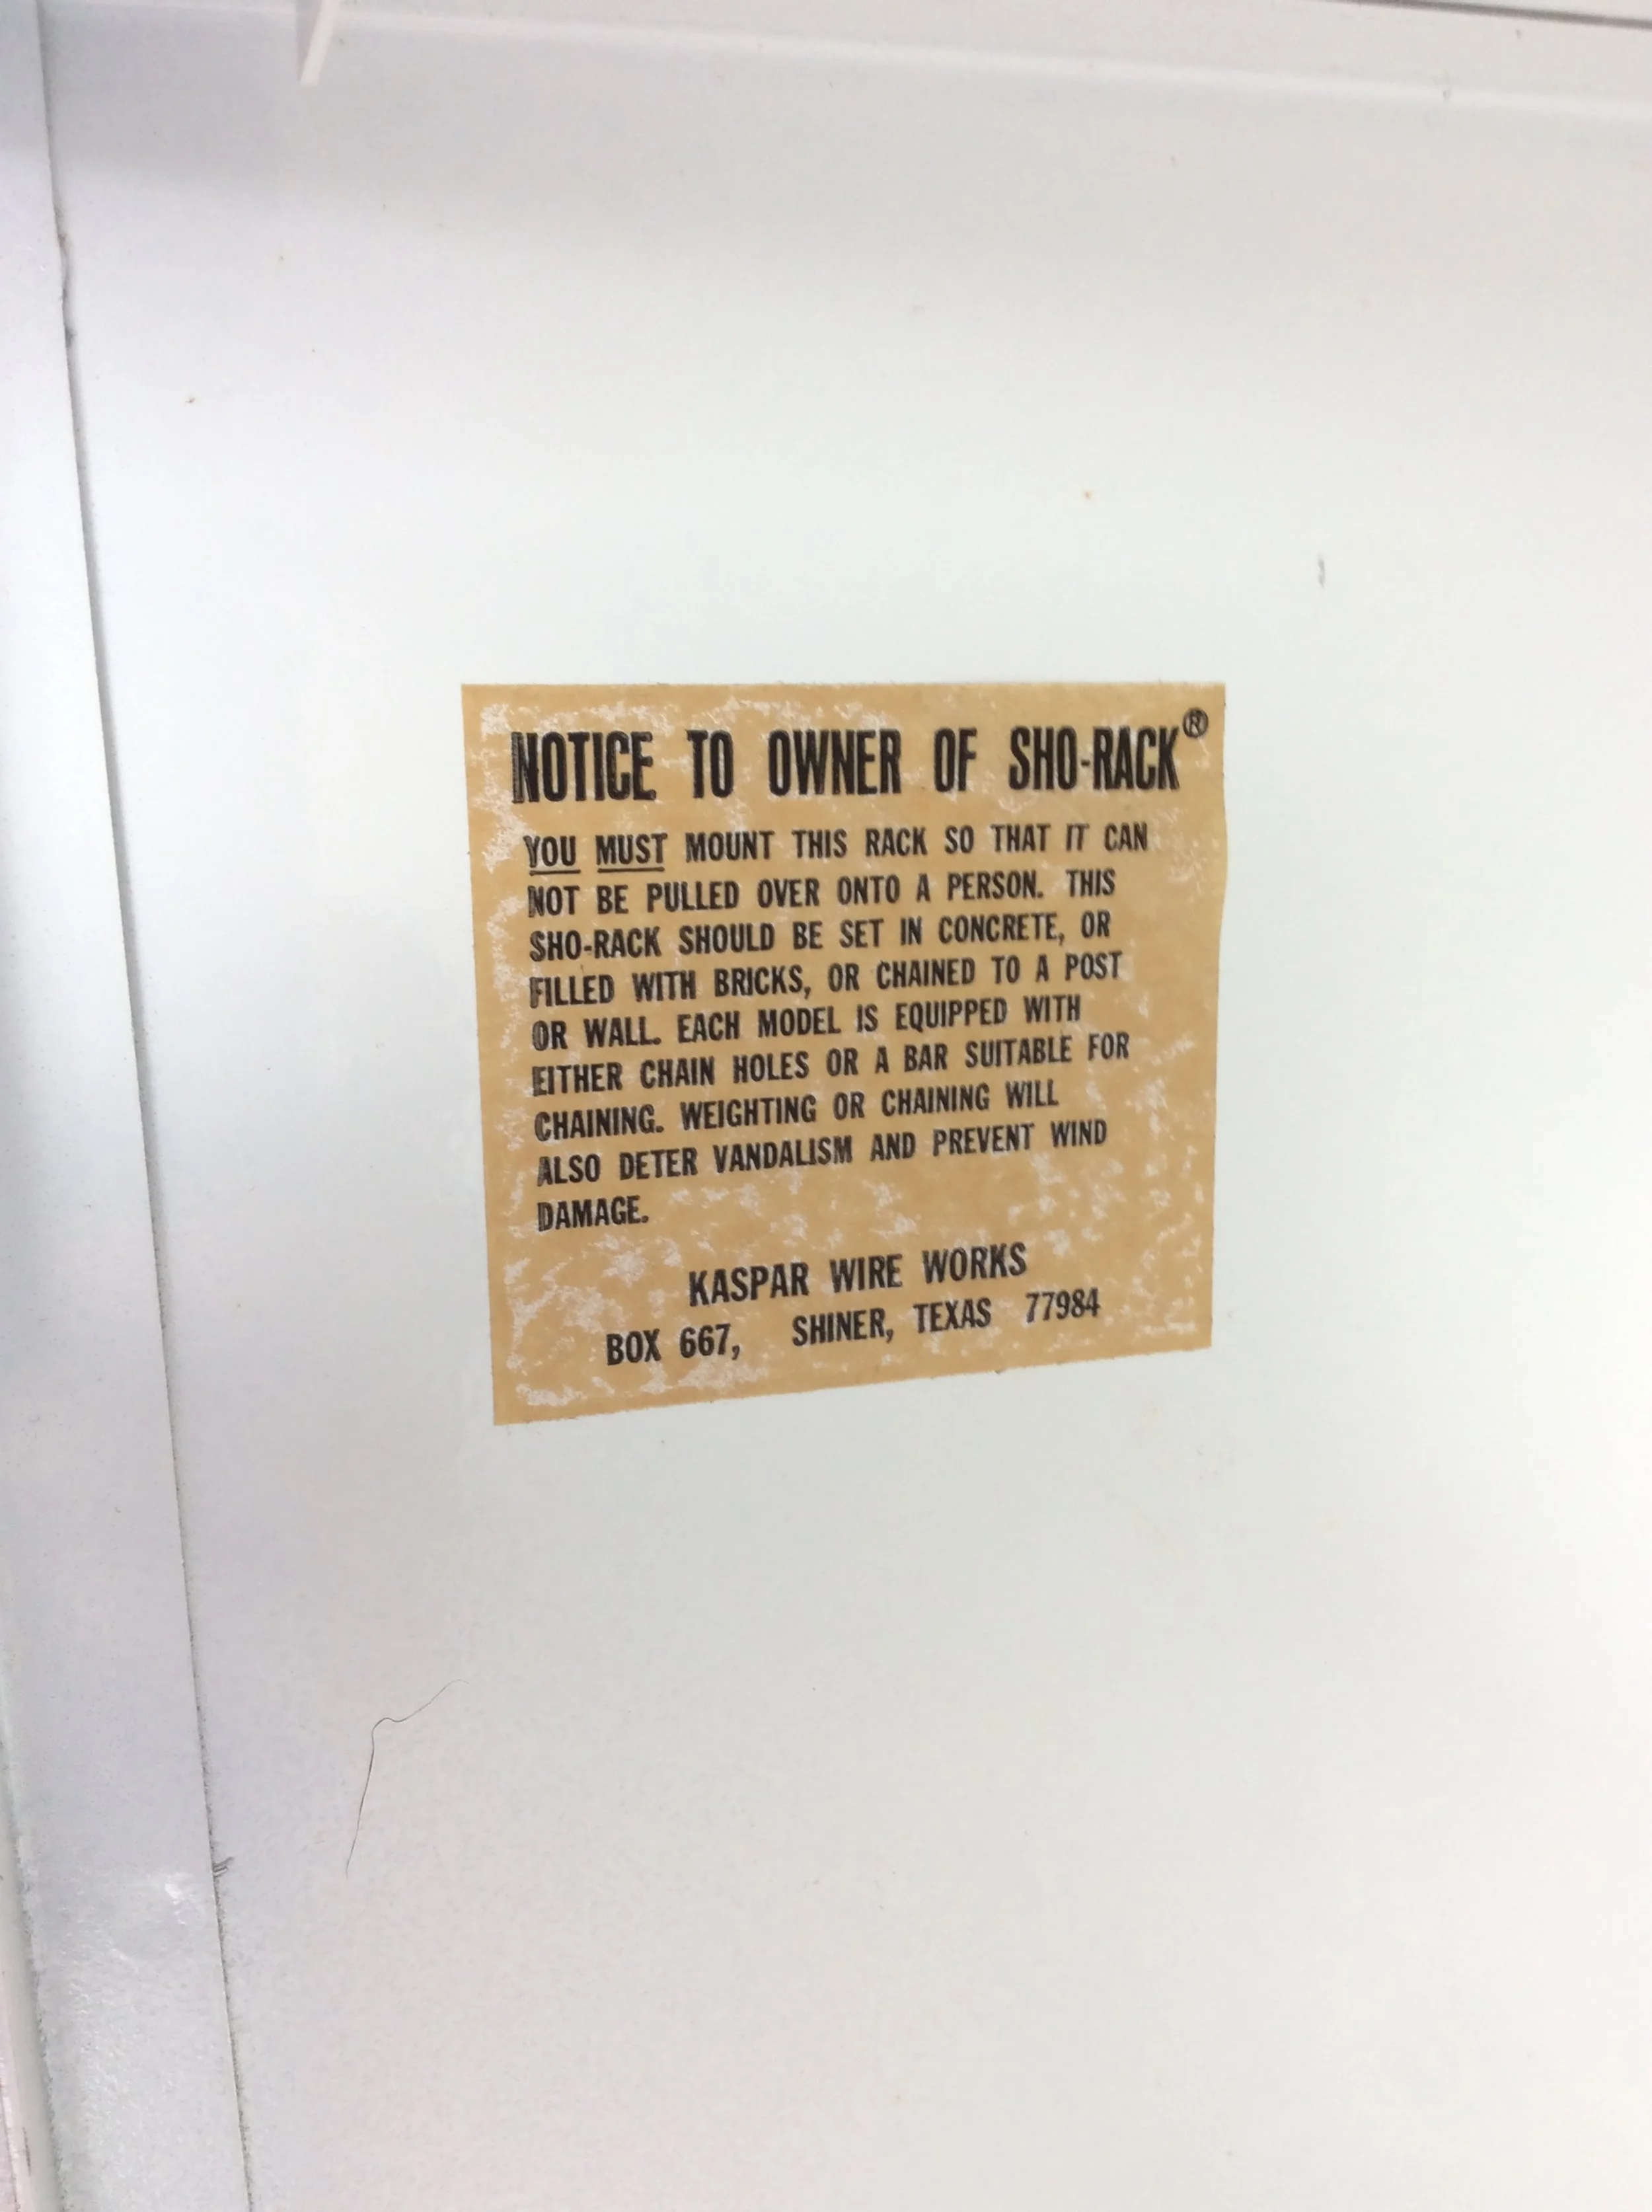 NOTICE TO OWNER OF SHO-RACK®
YOU MUST MOUNT THIS RACK SO THAT IT CAN
NOT BE PULLED OVER ONTO A PERSON. THIS
SHO-RACK SHOULD BE SET IN CONCRETE, OR
FILLED WITH BRICKS, OR CHAINED TO A POST
OR WALL. EACH MODEL IS EQUIPPED WITH
EITHER CHAIN HOLES OR A BAR SUITABLE FOR
CHAINING. WEIGHTING OR CHAINING WILL
ALSO DETER VANDALISM AND PREVENT WIND
DAMAGE.
KASPAR WIRE WORKS
BOX 667, SHINER, TEXAS 77984